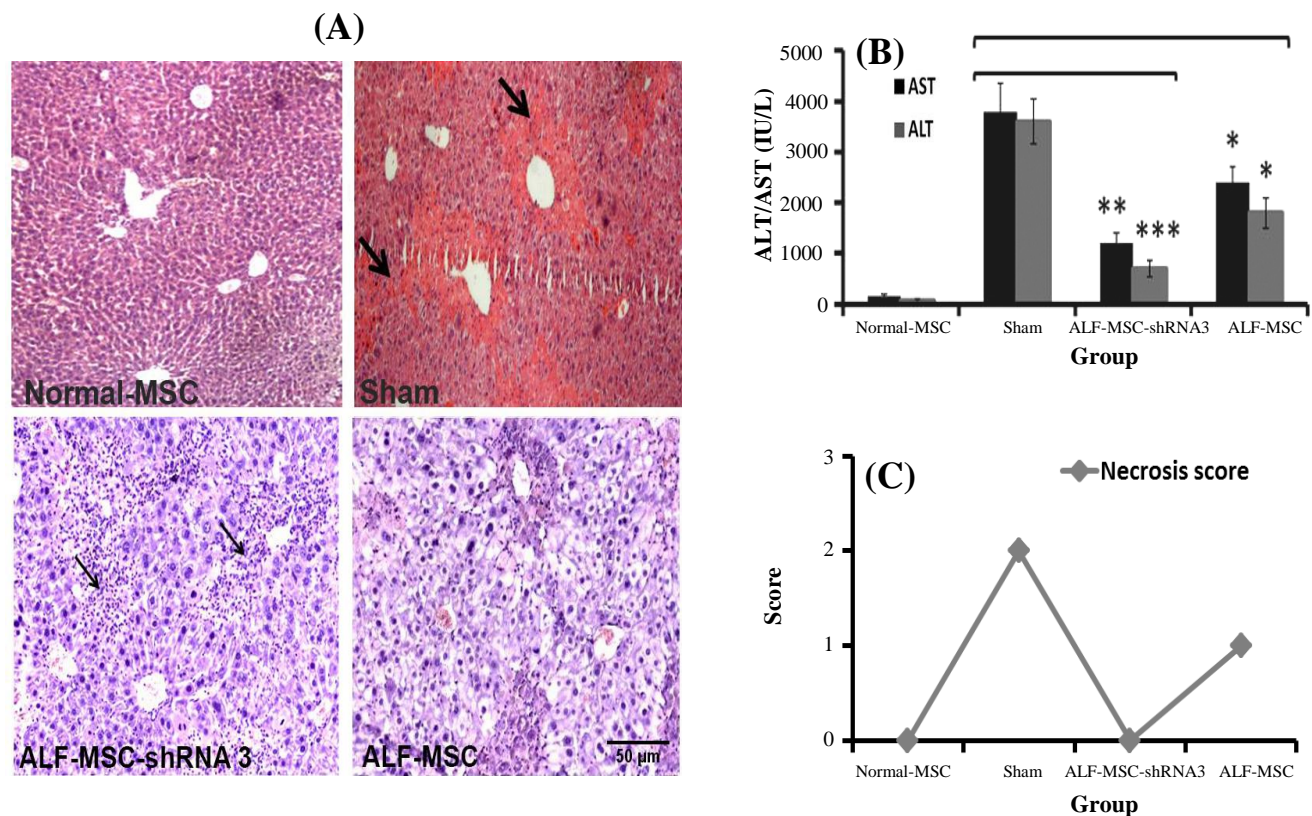 (A)
Normal-MSC
Sham
ALF-MSC-shRNA 3
ALF-MSC
50 µm
(B)
5000
4000
3000
2000
1000
0
ALT/AST (IU/L)
AST
ALT
**
***
*
*
Normal-MSC Sham ALF-MSC-shRNA3 ALF-MSC
Group
(C)
Necrosis score
3
2
1
0
Score
Normal-MSC Sham ALF-MSC-shRNA3 ALF-MSC
Group